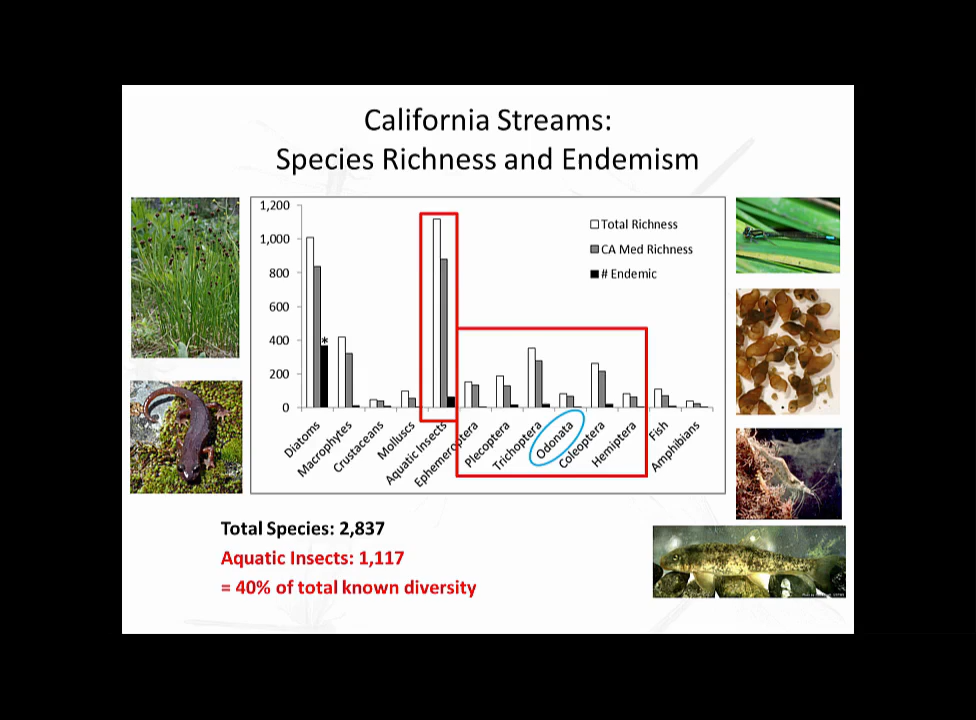 California Streams:
Species Richness and Endemism
1,200
1,000
800
600
400
200
0
Total Richness
CA Med Richness
# Endemic
*
Diatoms
Macrophytes
Crustaceans
Molluscs
Aquatic Insects
Ephemeroptera
Plecoptera
Trichoptera
Odonata
Coleoptera
Hemiptera
Fish
Amphibians
Total Species: 2,837
Aquatic Insects: 1,117
= 40% of total known diversity